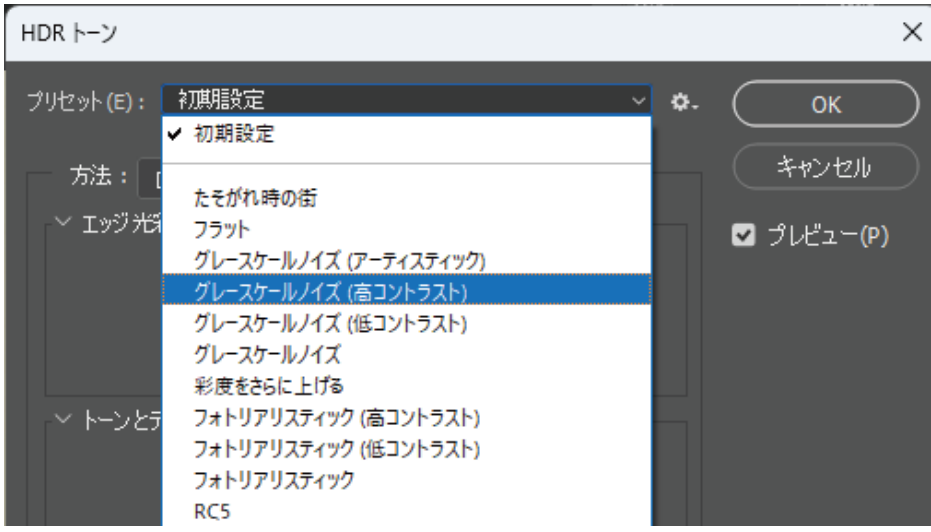 HDR トーン
プリセット(E): 初期設定
OK
初期設定
キャンセル
方法:
たそがれ時の街
エッジ光彩
フラット
プレビュー(P)
グレースケールノイズ (アーティスティック)
グレースケールノイズ (高コントラスト)
グレースケールノイズ (低コントラスト)
グレースケールノイズ
彩度をさらに上げる
トーンとデ
フォトリアリスティック (高コントラスト)
フォトリアリスティック (低コントラスト)
フォトリアリスティック
RC5